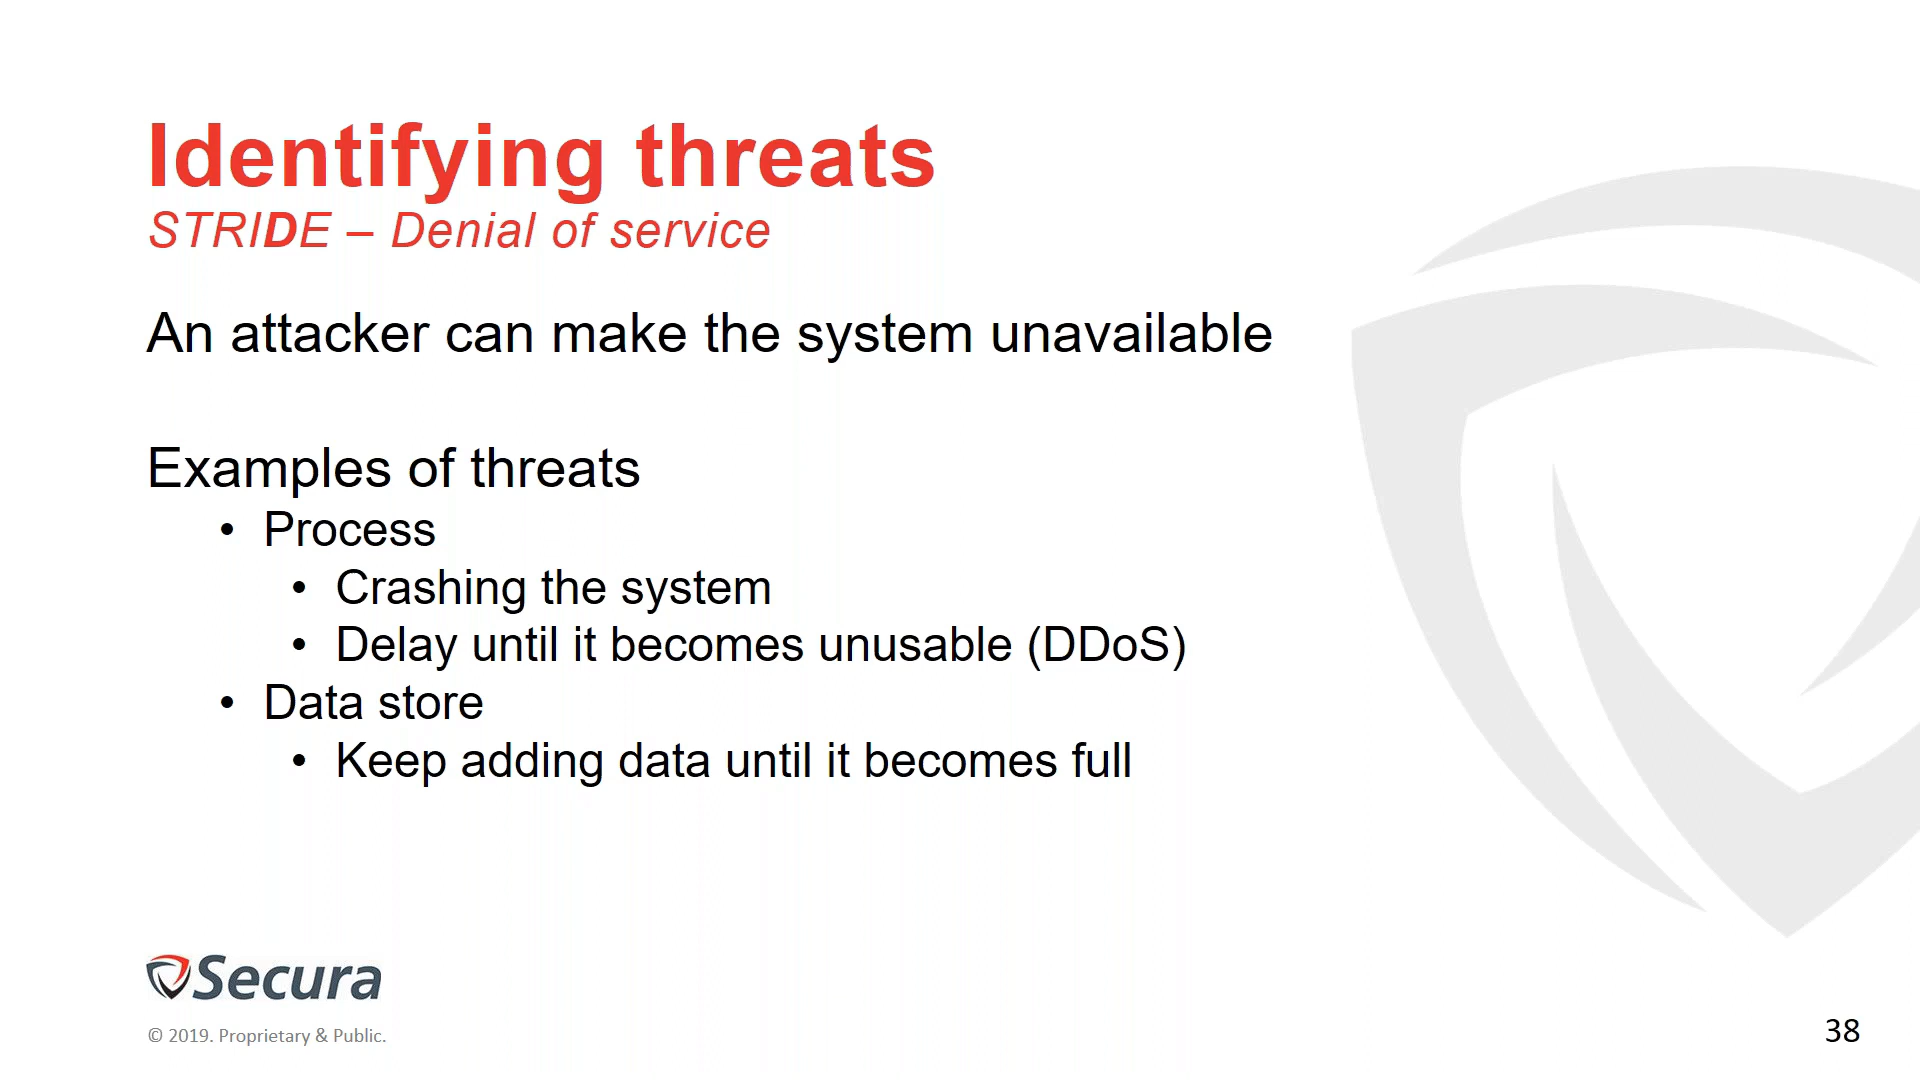 Identifying threats
STRIDE – Denial of service
An attacker can make the system unavailable
Examples of threats
• Process
• Crashing the system
• Delay until it becomes unusable (DDoS)
• Data store
• Keep adding data until it becomes full
Secura
© 2019. Proprietary & Public.
38